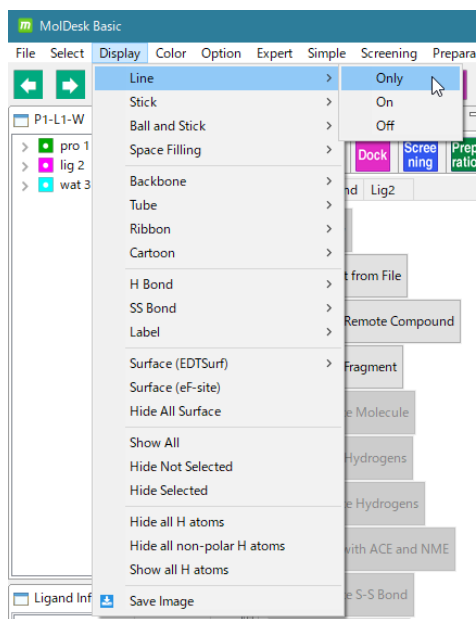 MolDesk Basic
File Select Display Color Option Expert Simple Screening Prepara
Line
Only
On
Off
Stick
Ball and Stick
Space Filling
Backbone
Tube
Ribbon
Cartoon
H Bond
SS Bond
Label
Surface (EDTSurf)
Surface (eF-site)
Hide All Surface
Show All
Hide Not Selected
Hide Selected
Hide all H atoms
Hide all non-polar H atoms
Show all H atoms
Save Image
P1-L1-W
pro 1
lig 2
wat 3
Dock
Scree
ning
Prep
ratio
nd Lig2
t from File
Remote Compound
Fragment
e Molecule
Hydrogens
e Hydrogens
with ACE and NME
e S-S Bond
Ligand Inf